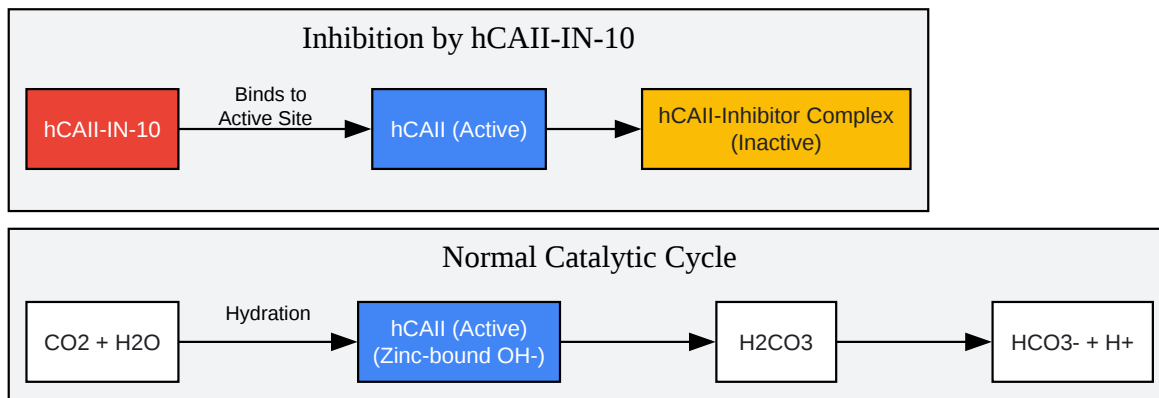 Inhibition by hCAII-IN-10
hCAII-IN-10
Binds to
Active Site
hCAII (Active)
hCAII-Inhibitor Complex
(Inactive)
Normal Catalytic Cycle
CO2 + H2O
Hydration
hCAII (Active)
(Zinc-bound OH-)
H2CO3
HCO3- + H+